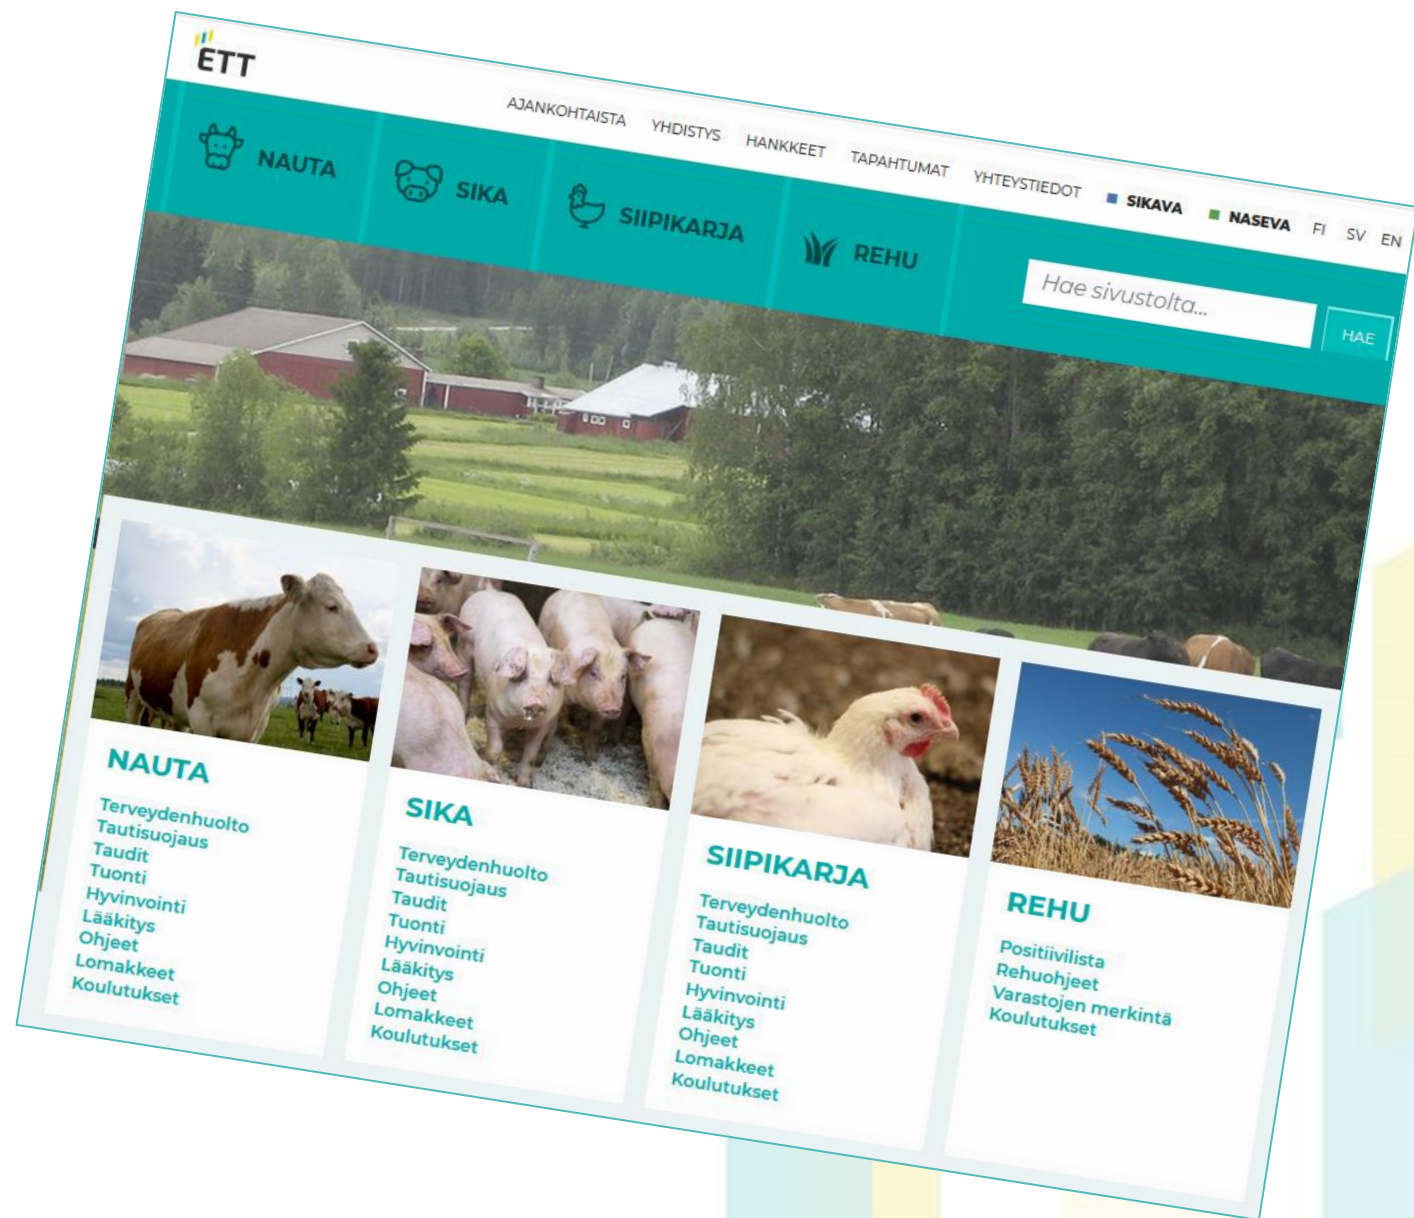 ETT
AJANKOHTAISTA YHDISTYS HANKKEET TAPAHTUMAT YHTEYSTIEDOT SIKAVA NASEVA FI SV EN
NAUTA SIKA SIIPIKARJA REHU
Hae sivustolta... HAE
NAUTA
Terveydenhuolto
Tautisuojaus
Taudit
Tuonti
Hyvinvointi
Lääkitys
Ohjeet
Lomakkeet
Koulutukset
SIKA
Terveydenhuolto
Tautisuojaus
Taudit
Tuonti
Hyvinvointi
Lääkitys
Ohjeet
Lomakkeet
Koulutukset
SIIPIKARJA
Terveydenhuolto
Tautisuojaus
Taudit
Tuonti
Hyvinvointi
Lääkitys
Ohjeet
Lomakkeet
Koulutukset
REHU
Positiivilista
Rehuohjeet
Varastojen merkintä
Koulutukset